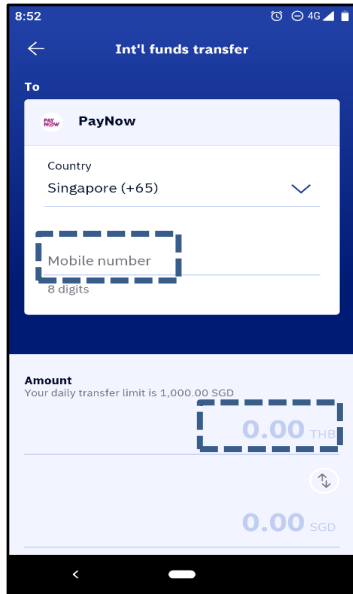 8:52
4G
Int'l funds transfer
To
PAY NOW
PayNow
Country
Singapore (+65)
Mobile number
8 digits
Amount
Your daily transfer limit is 1,000.00 SGD
0.00 THB
0.00 SGD